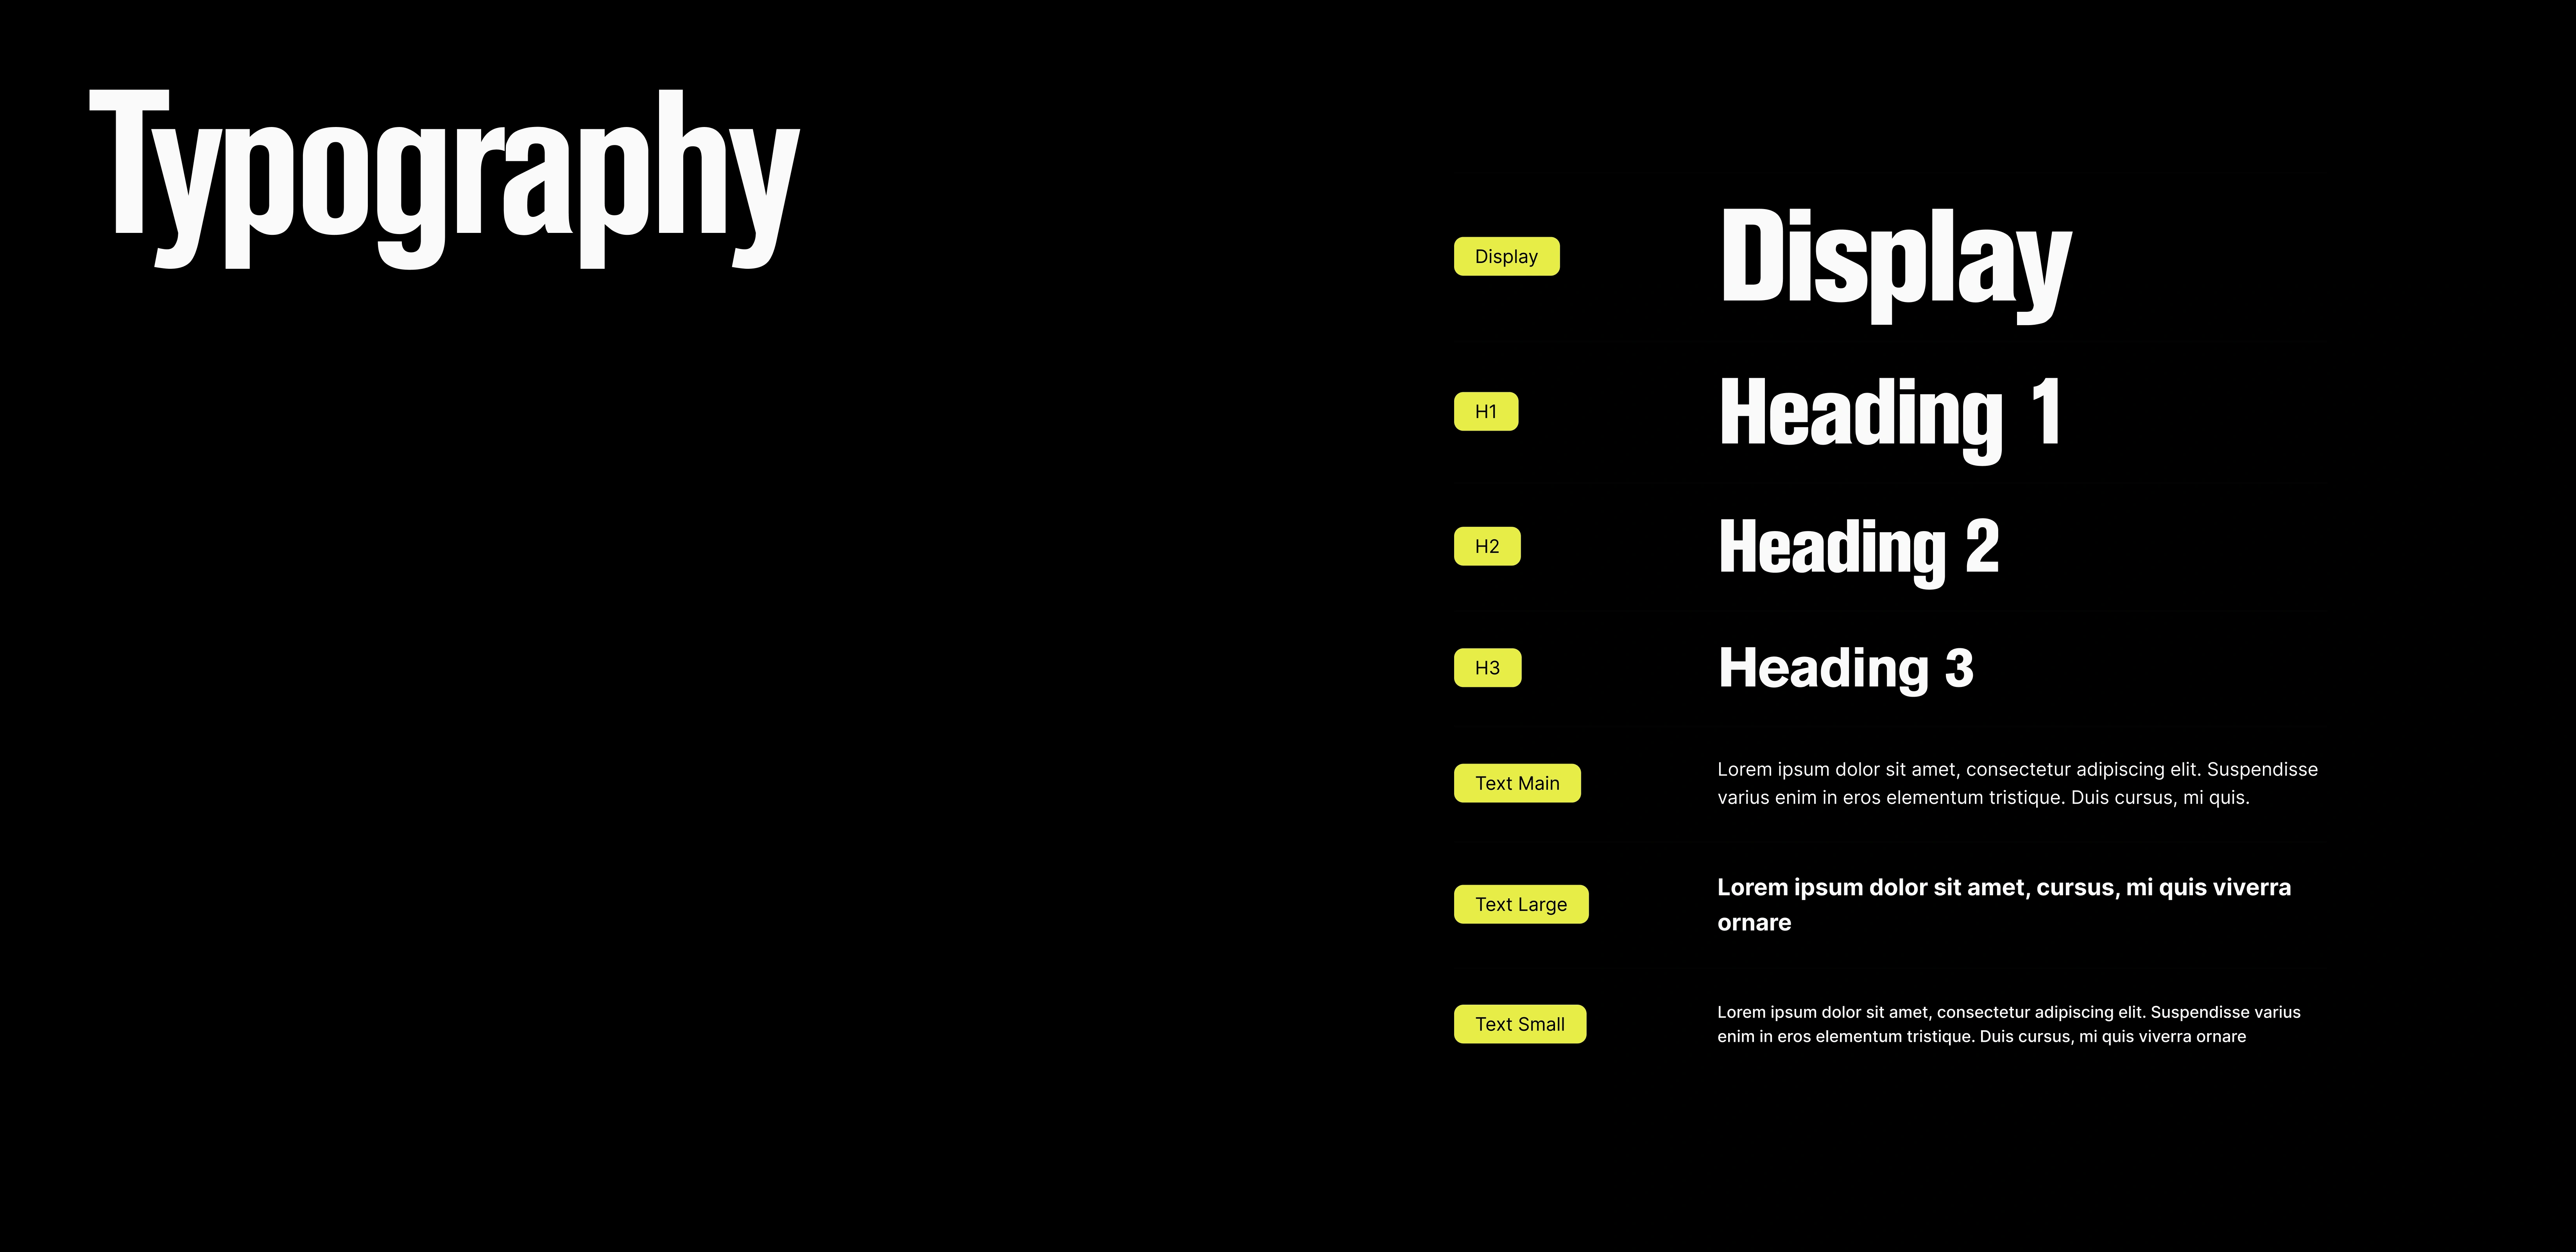 Typography
Display
Display
H1
Heading 1
H2
Heading 2
H3
Heading 3
Text Main
Lorem ipsum dolor sit amet, consectetur adipiscing elit. Suspendisse
varius enim in eros elementum tristique. Duis cursus, mi quis.
Text Large
Lorem ipsum dolor sit amet, cursus, mi quis viverra
ornare
Text Small
Lorem ipsum dolor sit amet, consectetur adipiscing elit. Suspendisse varius
enim in eros elementum tristique. Duis cursus, mi quis viverra ornare